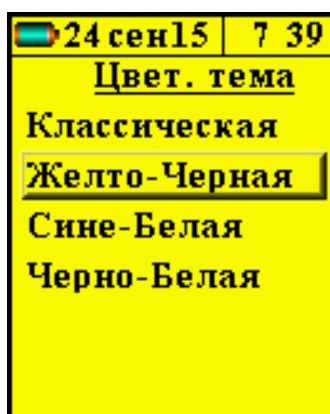 24 сен15 7 39
Цвет. тема
Классическая
Желто-Черная
Сине-Белая
Черно-Белая